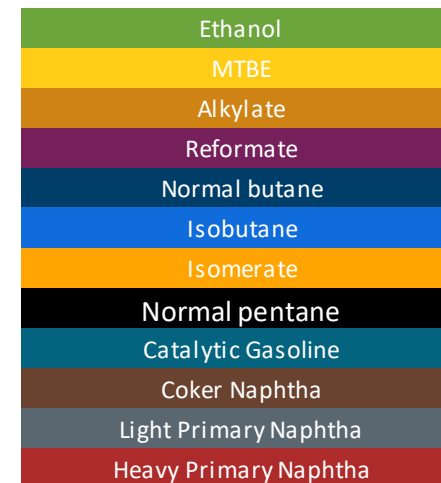 Ethanol
MTBE
Alkylate
Reformate
Normal butane
Isobutane
Isomerate
Normal pentane
Catalytic Gasoline
Coker Naphtha
Light Primary Naphtha
Heavy Primary Naphtha